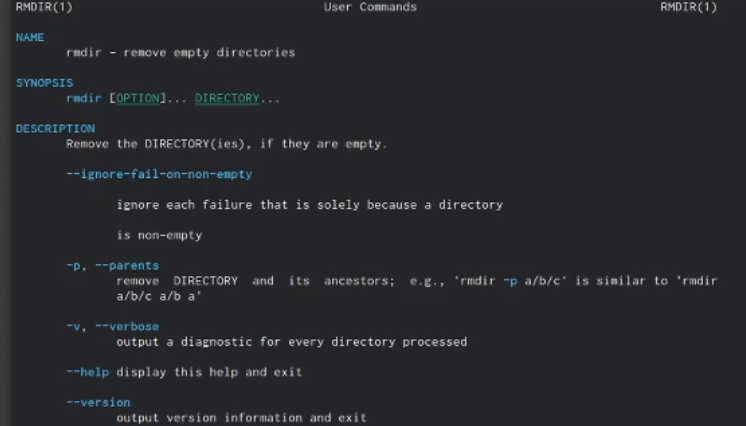 RMDIR(1) User Commands RMDIR(1)
NAME
rmdir - remove empty directories
SYNOPSIS
rmdir [OPTION]... DIRECTORY...
DESCRIPTION
Remove the DIRECTORY(ies), if they are empty.
--ignore-fail-on-non-empty
ignore each failure that is solely because a directory
is non-empty
-p, --parents
remove DIRECTORY and its ancestors; e.g., 'rmdir -p a/b/c' is similar to 'rmdir
a/b/c a/b a'
-v, --verbose
output a diagnostic for every directory processed
--help display this help and exit
--version
output version information and exit